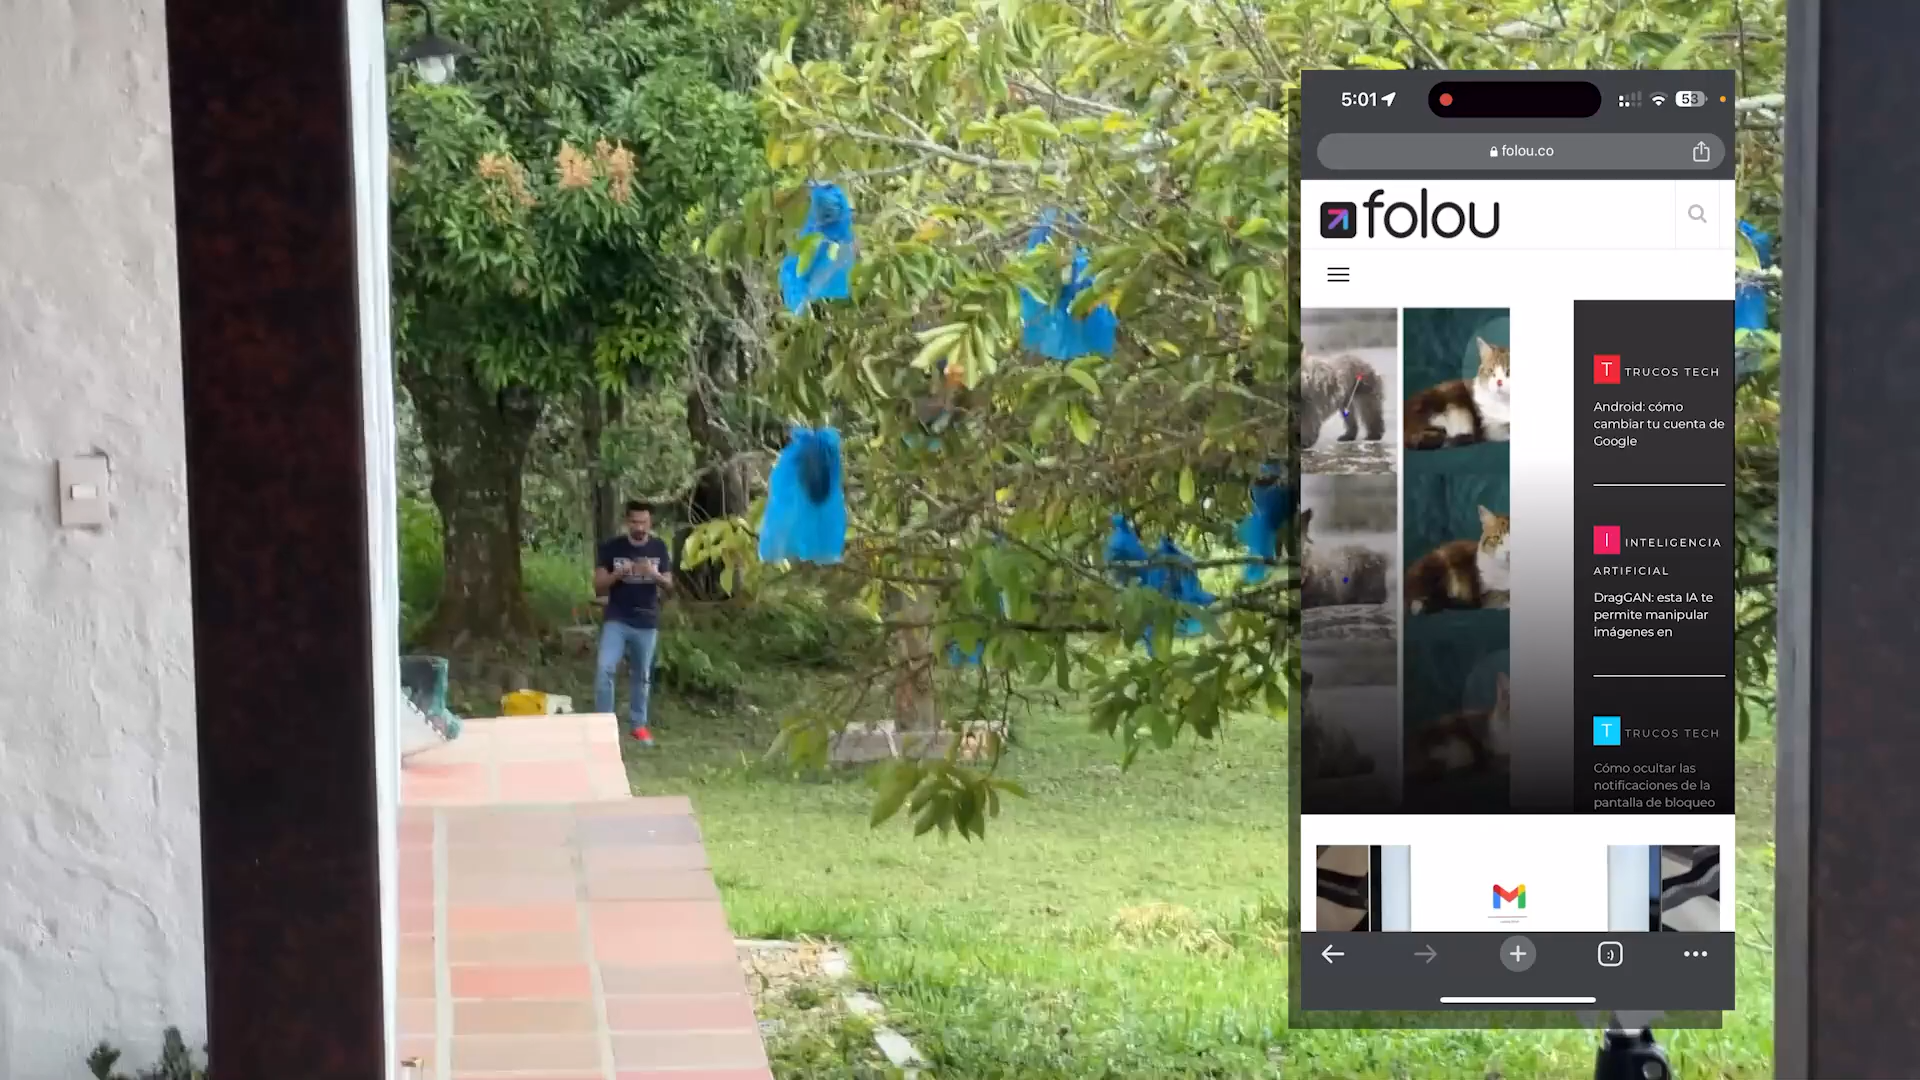 5:01
53
folou.co
folou
T TRUCOS TECH
Android: cómo
cambiar tu cuenta de
Google
I INTELIGENCIA
ARTIFICIAL
DragGAN: esta IA te
permite manipular
imágenes en
T TRUCOS TECH
Cómo ocultar las
notificaciones de la
pantalla de bloqueo